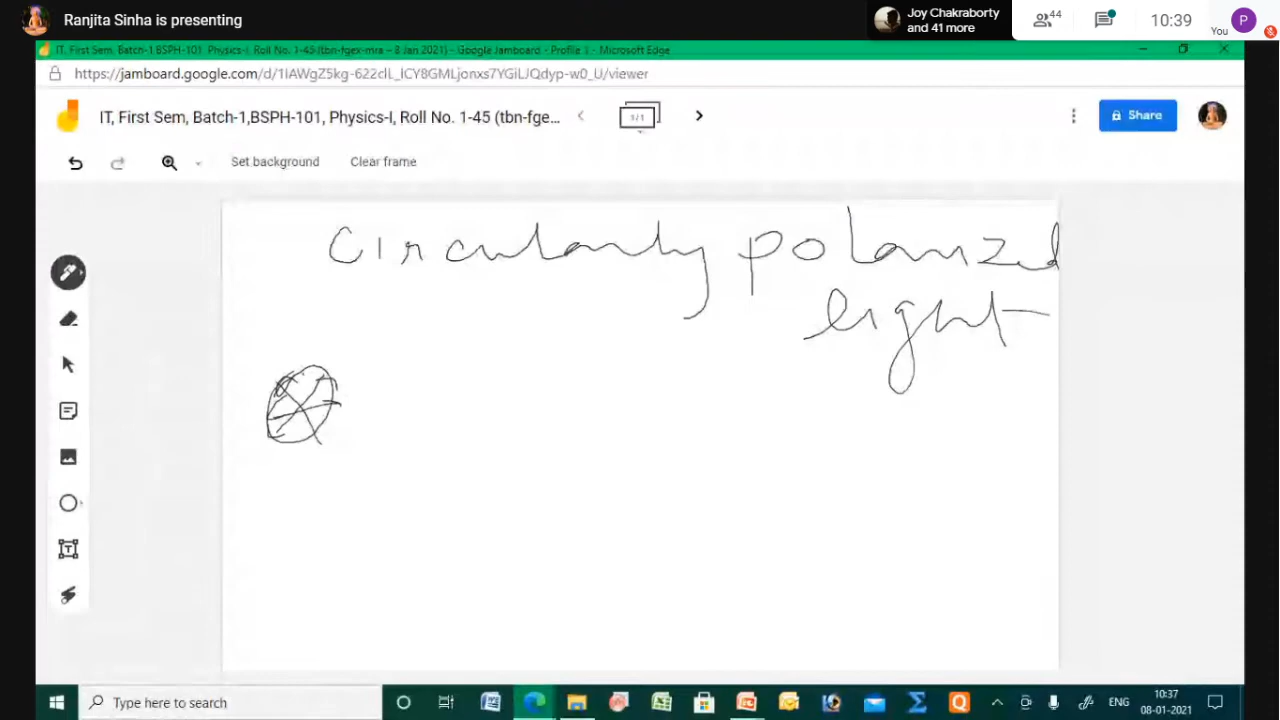 Ranjita Sinha is presenting
Joy Chakraborty
and 41 more
44
10:39
You
P
IT, First Sem, Batch-1,BSPH-101, Physics-I, Roll No. 1-45 (tbn-fgex-mra – 8 Jan 2021) - Google Jamboard - Profile 1 - Microsoft Edge
https://jamboard.google.com/d/1IAWgZ5kg-622clL_lCY8GMLjonxs7YGiLJQdyp-w0_U/viewer
IT, First Sem, Batch-1,BSPH-101, Physics-I, Roll No. 1-45 (tbn-fge...
1/1
Share
Set background
Clear frame
Circularly polarized
light
Type here to search
ENG
10:37
08-01-2021